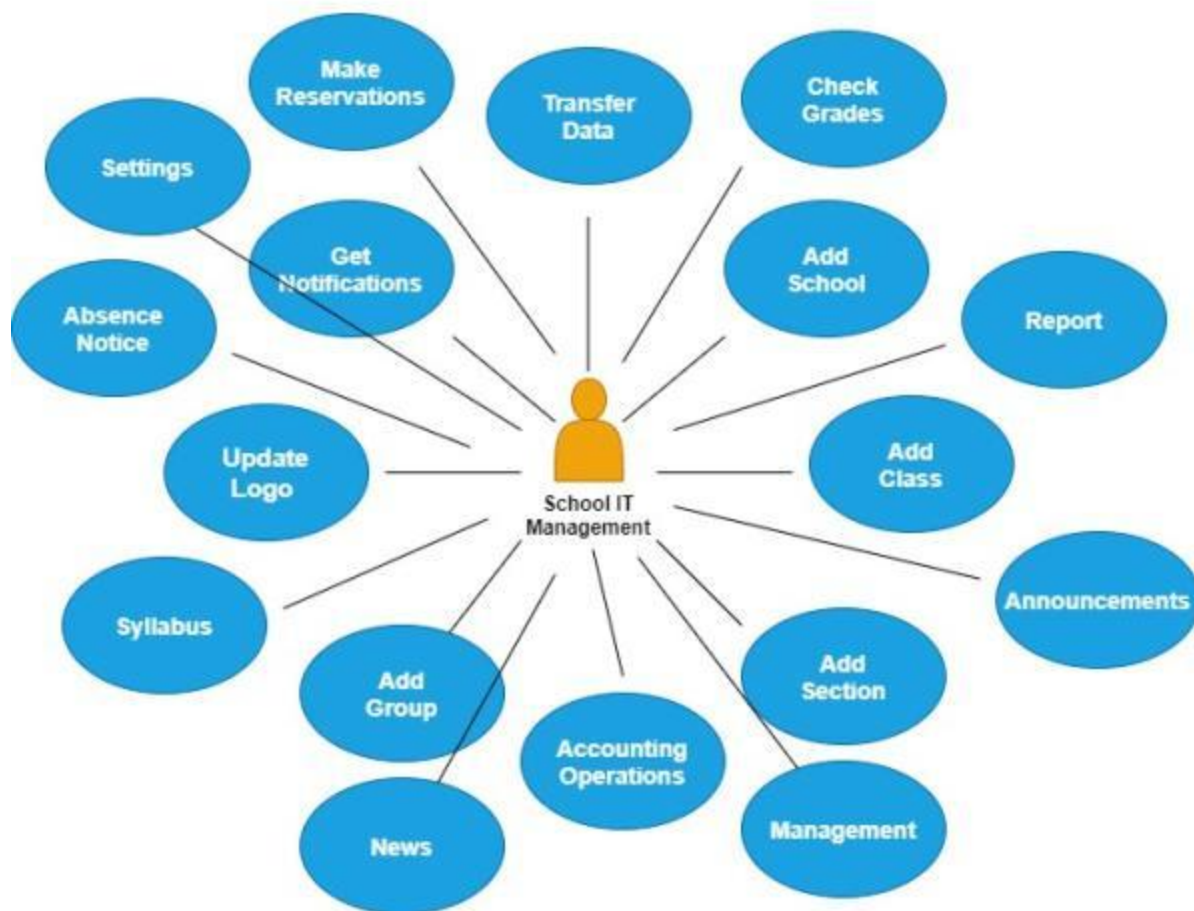 Make
Reservations
Transfer
Data
Check
Grades
Settings
Get
Notifications
Add
School
Absence
Notice
Report
Update
Logo
Add
Class
School IT
Management
Syllabus
Announcements
Add
Group
Add
Section
Accounting
Operations
News
Management